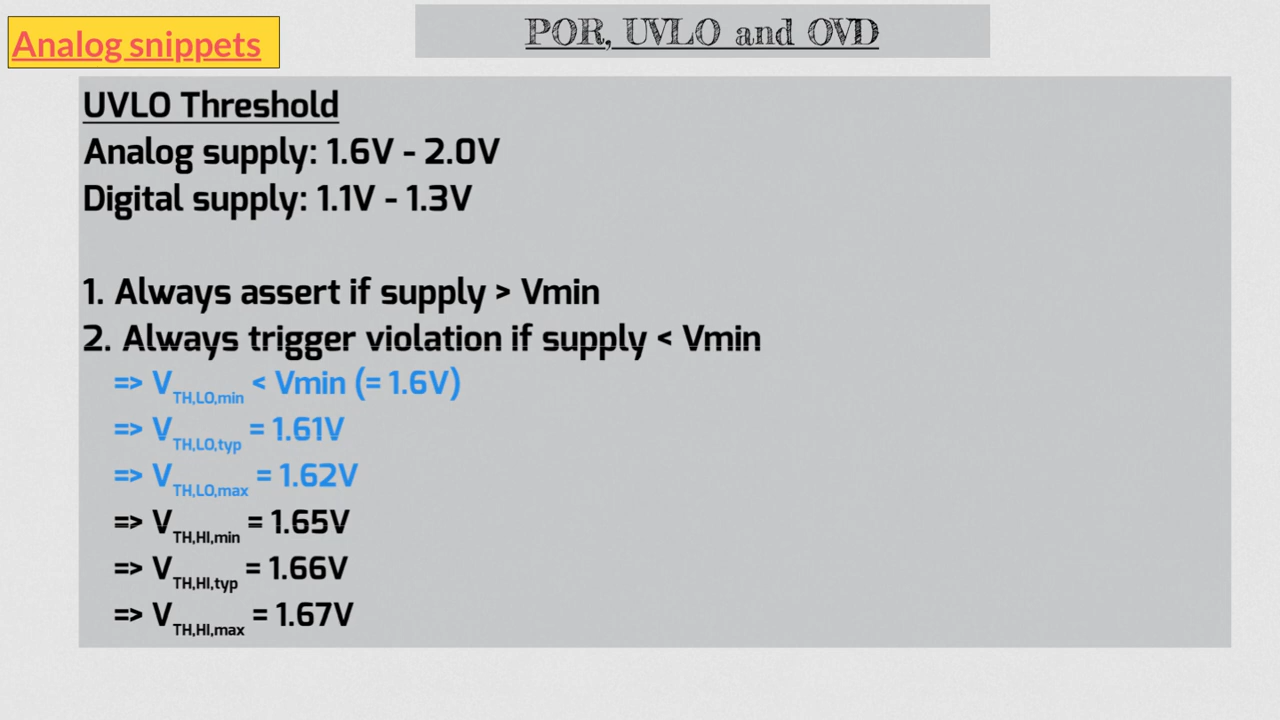 Analog snippets
POR, UVLO and OVD
UVLO Threshold
Analog supply: 1.6V - 2.0V
Digital supply: 1.1V - 1.3V
1. Always assert if supply > Vmin
2. Always trigger violation if supply < Vmin
=> VTH,LO,min < Vmin (= 1.6V)
=> VTH,LO,typ = 1.61V
=> VTH,LO,max = 1.62V
=> VTH,HI,min = 1.65V
=> VTH,HI,typ = 1.66V
=> VTH,HI,max = 1.67V